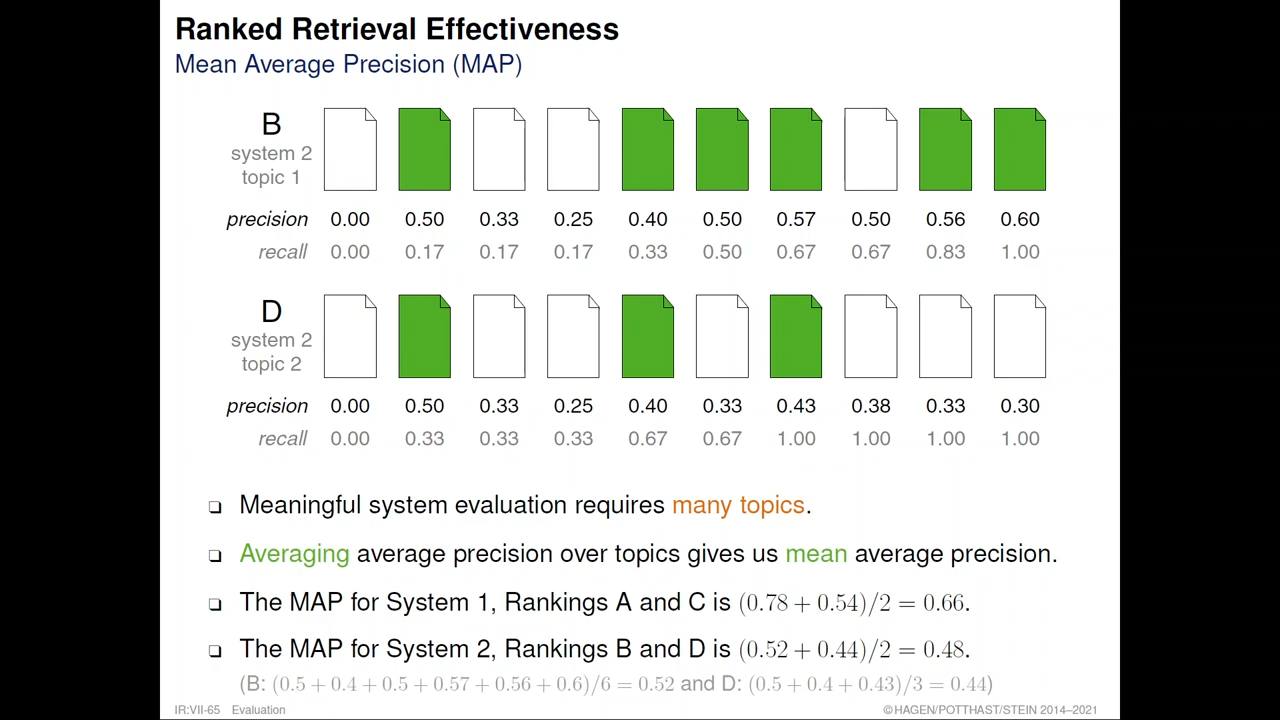 Ranked Retrieval Effectiveness
Mean Average Precision (MAP)
B
system 2
topic 1
precision 0.00 0.50 0.33 0.25 0.40 0.50 0.57 0.50 0.56 0.60
recall 0.00 0.17 0.17 0.17 0.33 0.50 0.67 0.67 0.83 1.00
D
system 2
topic 2
precision 0.00 0.50 0.33 0.25 0.40 0.33 0.43 0.38 0.33 0.30
recall 0.00 0.33 0.33 0.33 0.67 0.67 1.00 1.00 1.00 1.00
❏ Meaningful system evaluation requires many topics.
❏ Averaging average precision over topics gives us mean average precision.
❏ The MAP for System 1, Rankings A and C is (0.78 + 0.54)/2 = 0.66.
❏ The MAP for System 2, Rankings B and D is (0.52 + 0.44)/2 = 0.48.
(B: (0.5 + 0.4 + 0.5 + 0.57 + 0.56 + 0.6)/6 = 0.52 and D: (0.5 + 0.4 + 0.43)/3 = 0.44)
IR:VII-65 Evaluation ©HAGEN/POTTHAST/STEIN 2014–2021